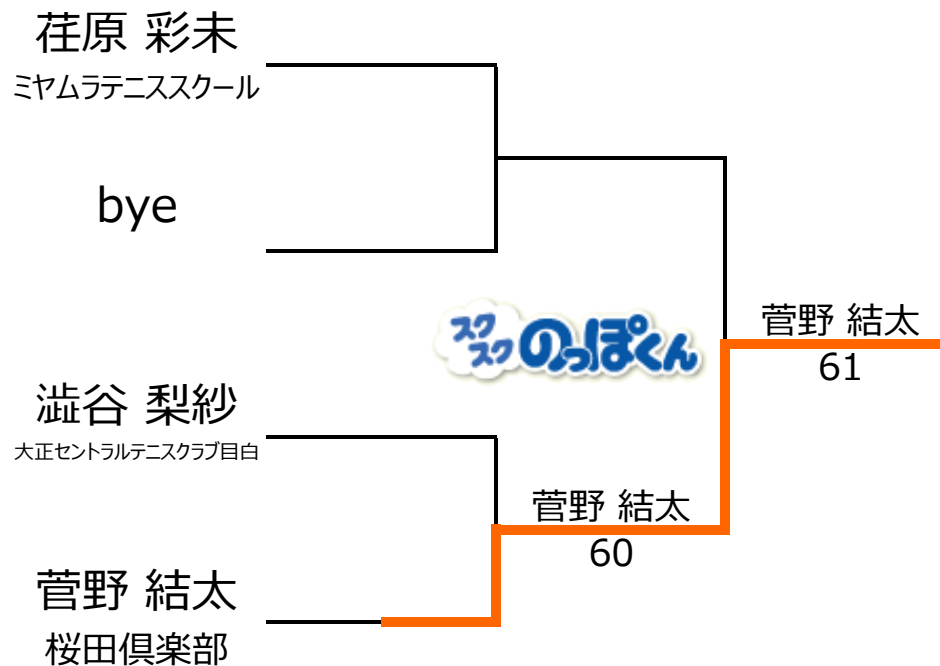 荏原 彩未
ミヤムラテニススクール
bye
スクスクのっぽくん
菅野 結太
61
澁谷 梨紗
大正セントラルテニスクラブ目白
菅野 結太
60
菅野 結太
桜田倶楽部